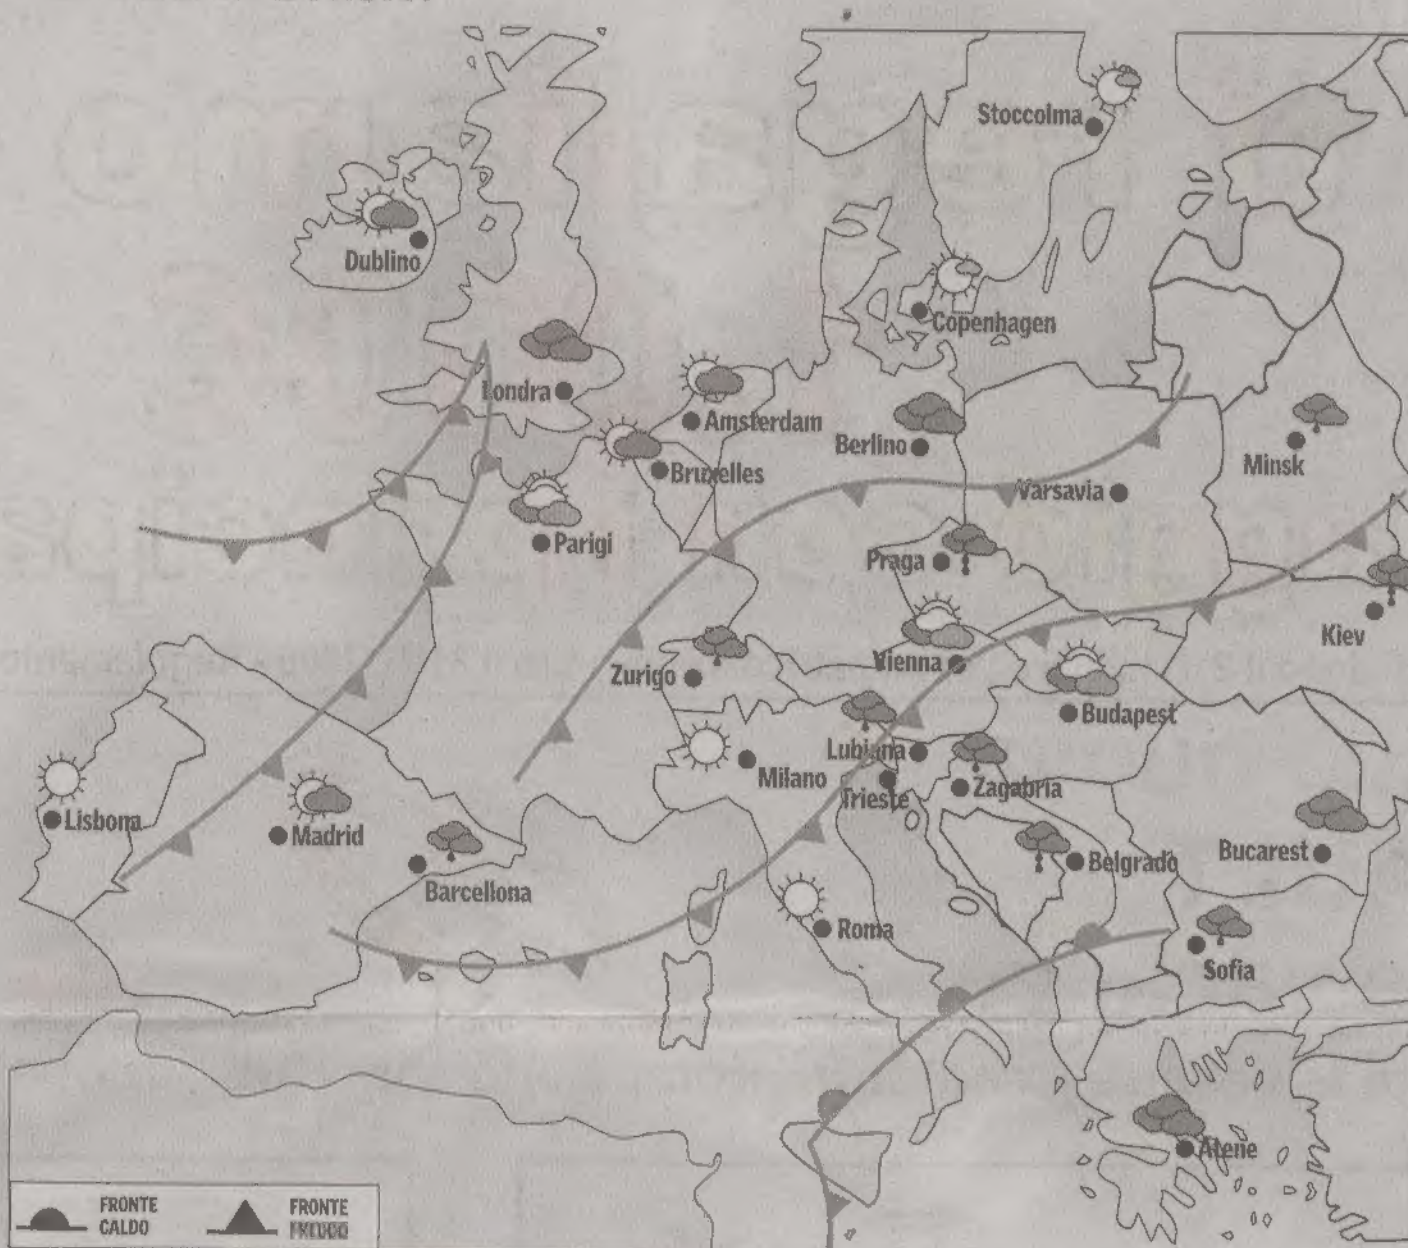 Stoccolma
Dublino
Copenhagen
Londra
Amsterdam
Berlino
Bruxelles
Minsk
Varsavia
Parigi
Praga
Kiev
Vienna
Zurigo
Budapest
Lubiana
Milano
Trieste
Zagabria
Lisbona
Madrid
Belgrado
Bucarest
Barcellona
Roma
Sofia
Atene
FRONTE
CALDO
FRONTE
FREDDO